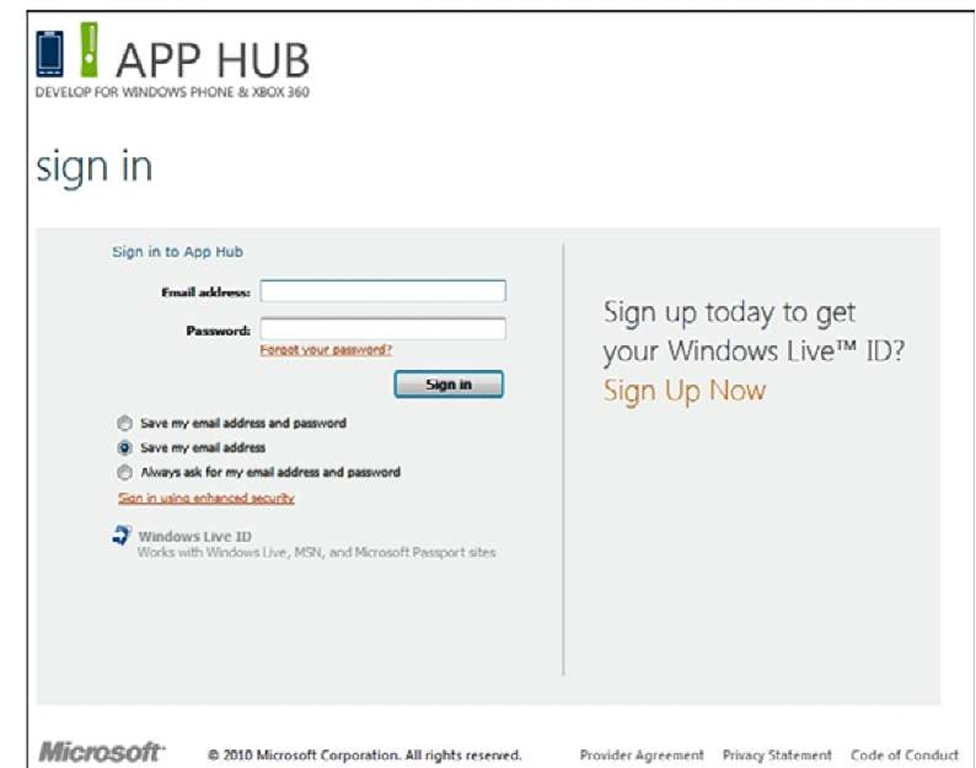 APP HUB
DEVELOP FOR WINDOWS PHONE & XBOX 360
sign in
Sign in to App Hub
Email address:
Password:
Forgot your password?
Sign in
Save my email address and password
Save my email address
Always ask for my email address and password
Sign in using enhanced security
Windows Live ID
Works with Windows Live, MSN, and Microsoft Passport sites
Sign up today to get
your Windows Live™ ID?
Sign Up Now
Microsoft
© 2010 Microsoft Corporation. All rights reserved.
Provider Agreement Privacy Statement Code of Conduct